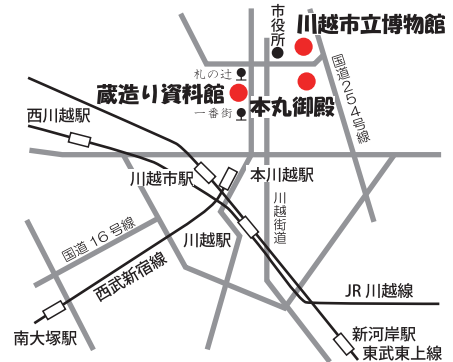 市役所
川越市立博物館
国道254号線
札の辻
蔵造り資料館
本丸御殿
一番街
西川越駅
川越市駅
本川越駅
川越街道
川越駅
国道16号線
西武新宿線
JR 川越線
南大塚駅
新河岸駅
東武東上線